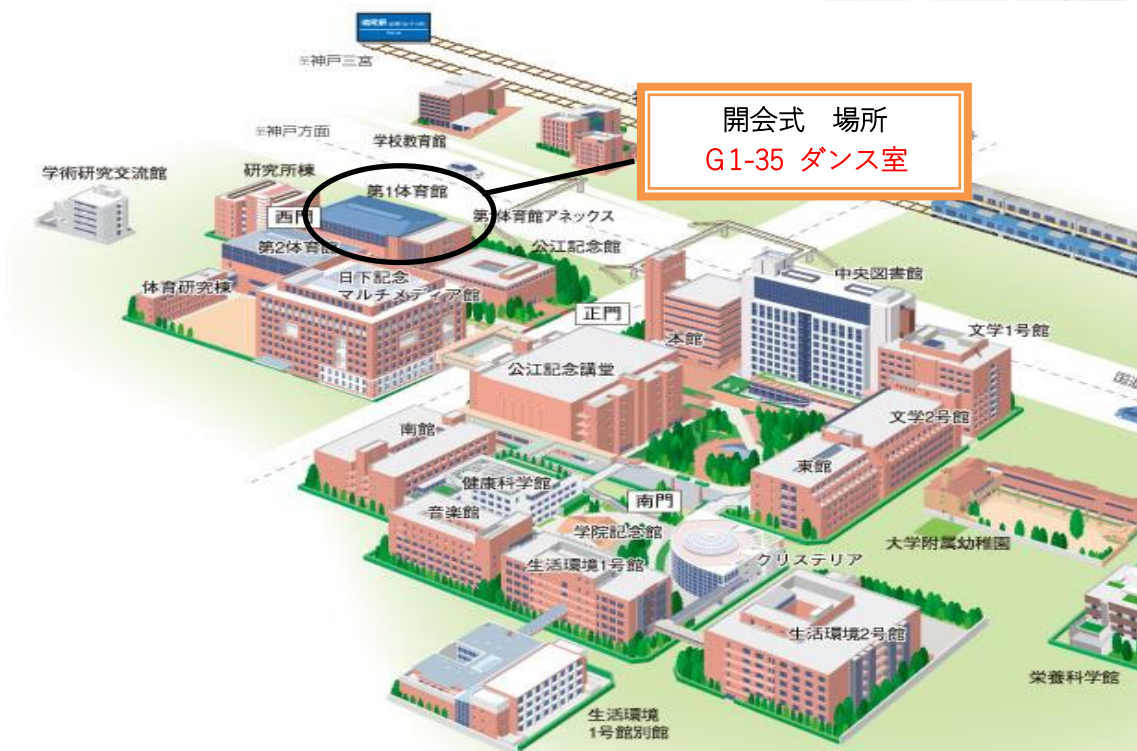 鳴尾駅
至神戸三宮
開会式 場所
G1-35 ダンス室
至神戸方面
学校教育館
学術研究交流館
研究所棟
第1体育館
西門
第1体育館アネックス
第2体育館
公江記念館
日下記念
マルチメディア館
中央図書館
体育研究棟
正門
本館
文学1号館
公江記念講堂
国道
文学2号館
南館
東館
健康科学館
南門
音楽館
学院記念館
大学附属幼稚園
生活環境1号館
クリステリア
生活環境2号館
栄養科学館
生活環境
1号館別館